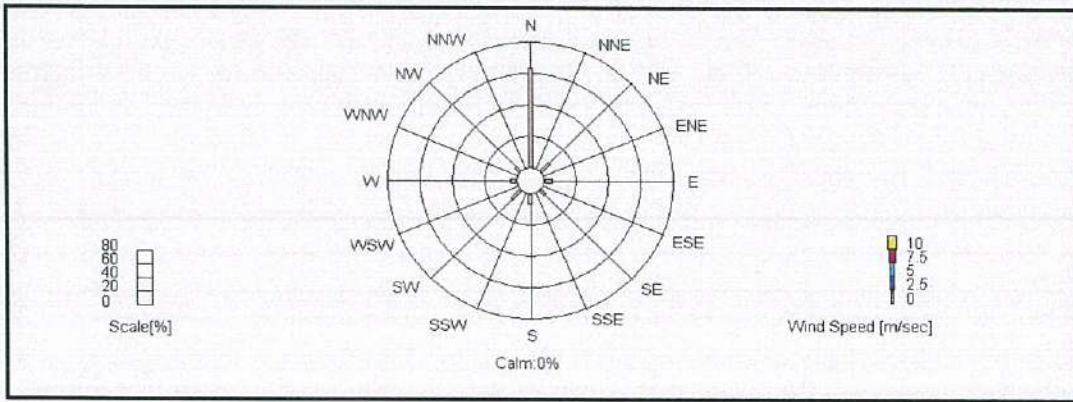 N
NNW
NNE
NW
NE
WNW
ENE
W
E
WSW
ESE
SW
SE
SSW
SSE
S
Calm:0%
80
60
40
20
0
Scale[%]
10
7.5
5
2.5
0
Wind Speed [m/sec]